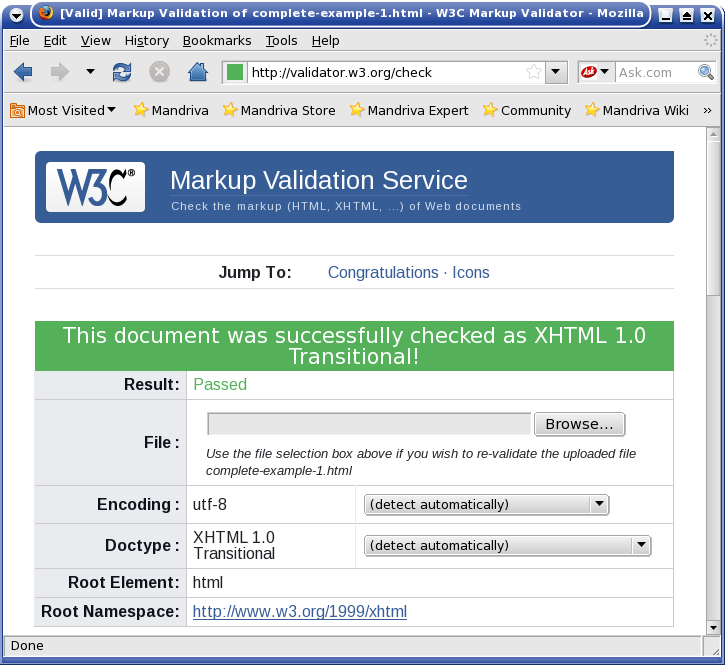 [Valid] Markup Validation of complete-example-1.html - W3C Markup Validator - Mozilla
File Edit View History Bookmarks Tools Help
http://validator.w3.org/check Ask Ask.com
Most Visited Mandriva Mandriva Store Mandriva Expert Community Mandriva Wiki »
W3C® Markup Validation Service
Check the markup (HTML, XHTML, ...) of Web documents
Jump To: Congratulations · Icons
This document was successfully checked as XHTML 1.0
Transitional!
Result: Passed
File : Browse...
Use the file selection box above if you wish to re-validate the uploaded file
complete-example-1.html
Encoding : utf-8 (detect automatically)
Doctype : XHTML 1.0 (detect automatically)
Transitional
Root Element: html
Root Namespace: http://www.w3.org/1999/xhtml
Done